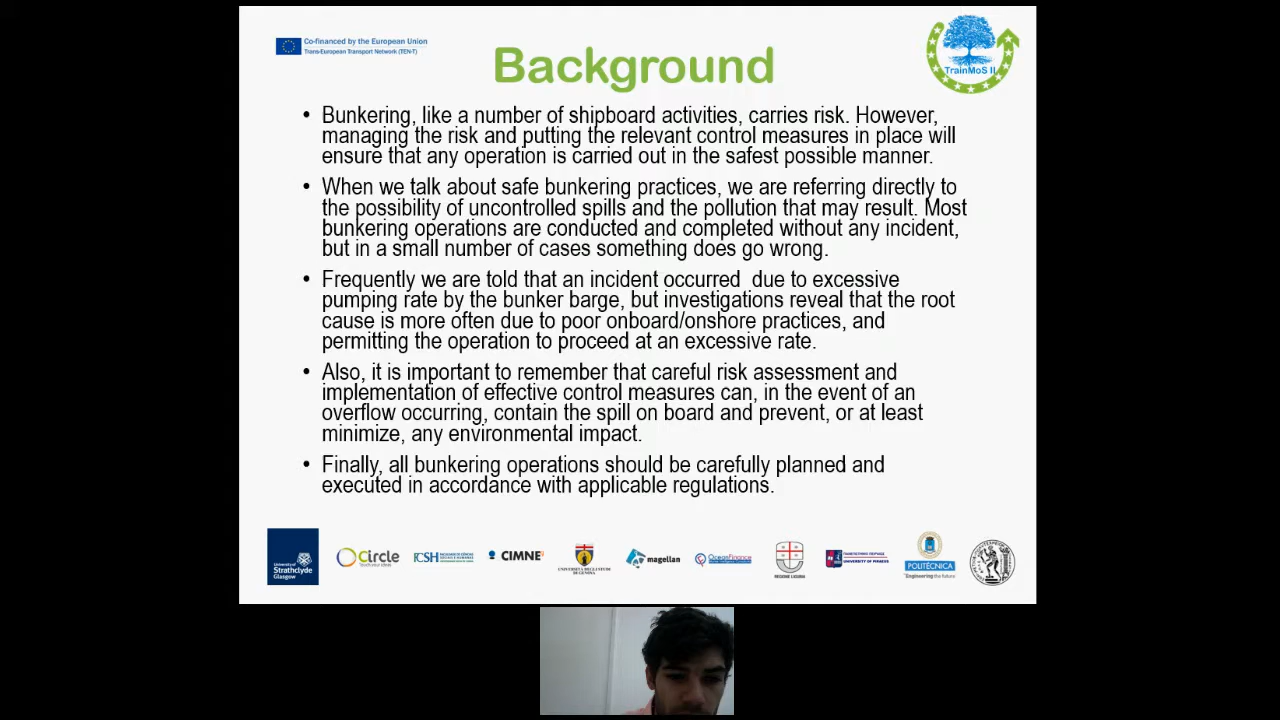 Co-financed by the European Union
Trans-European Transport Network (TEN-T)
TrainMoS II
Background
• Bunkering, like a number of shipboard activities, carries risk. However,
managing the risk and putting the relevant control measures in place will
ensure that any operation is carried out in the safest possible manner.
• When we talk about safe bunkering practices, we are referring directly to
the possibility of uncontrolled spills and the pollution that may result. Most
bunkering operations are conducted and completed without any incident,
but in a small number of cases something does go wrong.
• Frequently we are told that an incident occurred  due to excessive
pumping rate by the bunker barge, but investigations reveal that the root
cause is more often due to poor onboard/onshore practices, and
permitting the operation to proceed at an excessive rate.
• Also, it is important to remember that careful risk assessment and
implementation of effective control measures can, in the event of an
overflow occurring, contain the spill on board and prevent, or at least
minimize, any environmental impact.
• Finally, all bunkering operations should be carefully planned and
executed in accordance with applicable regulations.
University of
Strathclyde
Glasgow
Circle
FCSH
CIMNE
UNIVERSITÀ DEGLI STUDI
DI GENOVA
magellan
OceanFinance
REGIONE LIGURIA
UNIVERSITY OF PIRAEUS
POLITÉCNICA
"Engineering the future"